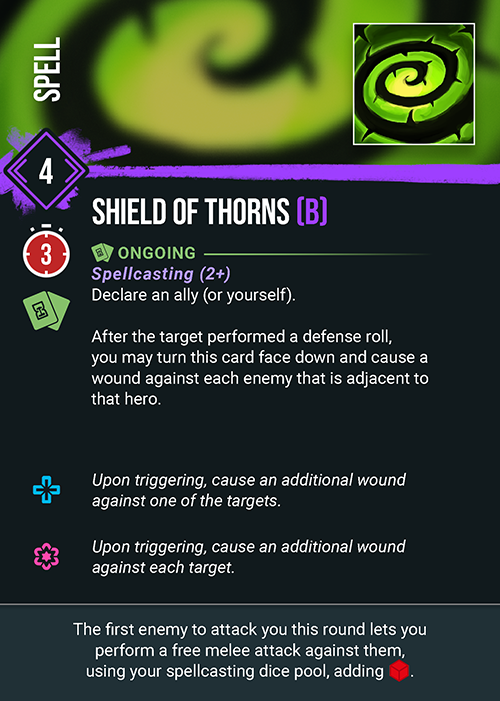 SPELL
4
SHIELD OF THORNS (B)
3
ONGOING
Spellcasting (2+)
Declare an ally (or yourself).
After the target performed a defense roll,
you may turn this card face down and cause a
wound against each enemy that is adjacent to
that hero.
Upon triggering, cause an additional wound
against one of the targets.
Upon triggering, cause an additional wound
against each target.
The first enemy to attack you this round lets you
perform a free melee attack against them,
using your spellcasting dice pool, adding .